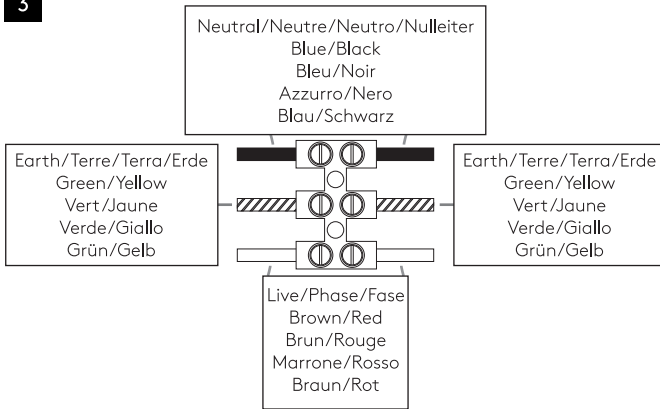 3
Neutral/Neutre/Neutro/Nulleiter
Blue/Black
Bleu/Noir
Azzurro/Nero
Blau/Schwarz
Earth/Terre/Terra/Erde
Green/Yellow
Vert/Jaune
Verde/Giallo
Grün/Gelb
Earth/Terre/Terra/Erde
Green/Yellow
Vert/Jaune
Verde/Giallo
Grün/Gelb
Live/Phase/Fase
Brown/Red
Brun/Rouge
Marrone/Rosso
Braun/Rot